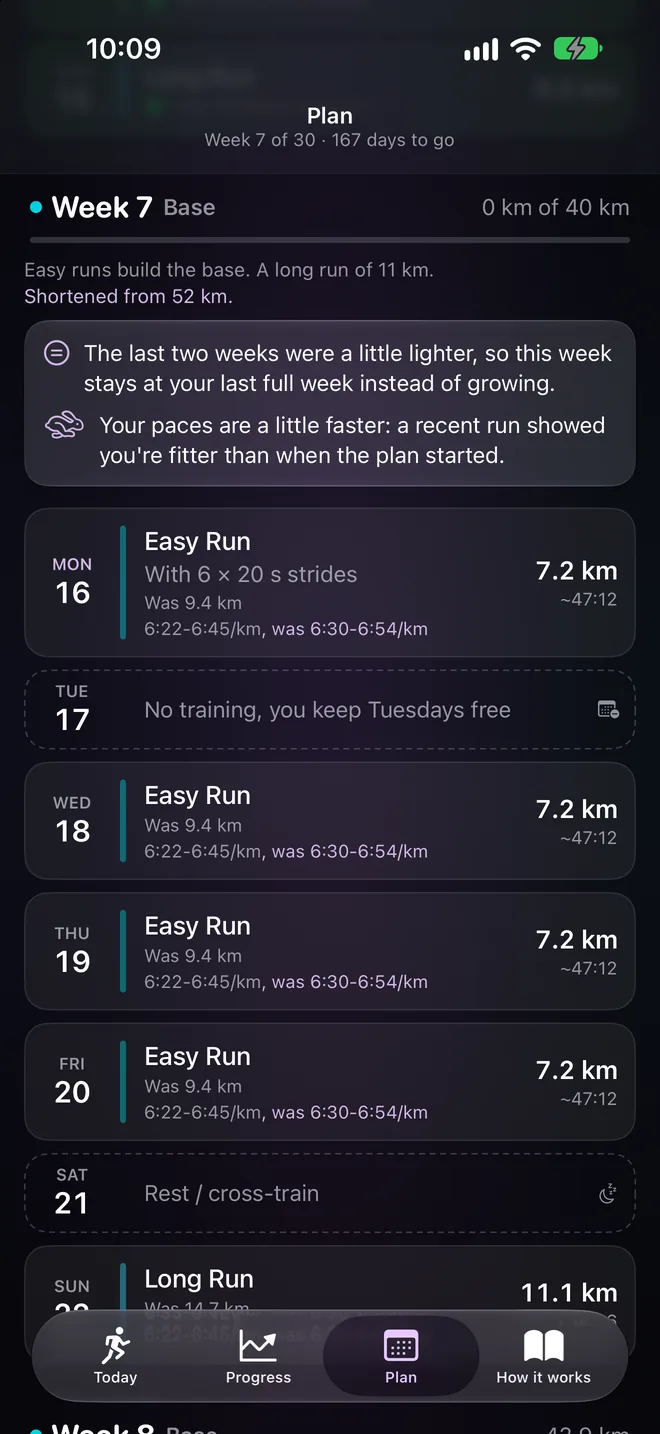 10:09
Plan
Week 7 of 30 · 167 days to go
Week 7 Base
0 km of 40 km
Easy runs build the base. A long run of 11 km.
Shortened from 52 km.
The last two weeks were a little lighter, so this week
stays at your last full week instead of growing.
Your paces are a little faster: a recent run showed
you're fitter than when the plan started.
MON
16
Easy Run
With 6 × 20 s strides
Was 9.4 km
6:22-6:45/km, was 6:30-6:54/km
7.2 km
~47:12
TUE
17
No training, you keep Tuesdays free
WED
18
Easy Run
Was 9.4 km
6:22-6:45/km, was 6:30-6:54/km
7.2 km
~47:12
THU
19
Easy Run
Was 9.4 km
6:22-6:45/km, was 6:30-6:54/km
7.2 km
~47:12
FRI
20
Easy Run
Was 9.4 km
6:22-6:45/km, was 6:30-6:54/km
7.2 km
~47:12
SAT
21
Rest / cross-train
SUN
Long Run
Was 14.7 km
11.1 km
Today
Progress
Plan
How it works
Week 8 Base